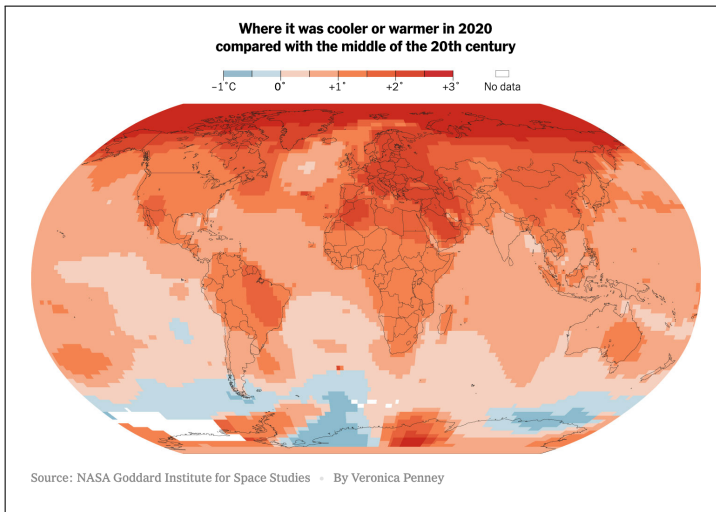 Where it was cooler or warmer in 2020
compared with the middle of the 20th century
−1°C 0° +1° +2° +3° No data
Source: NASA Goddard Institute for Space Studies • By Veronica Penney